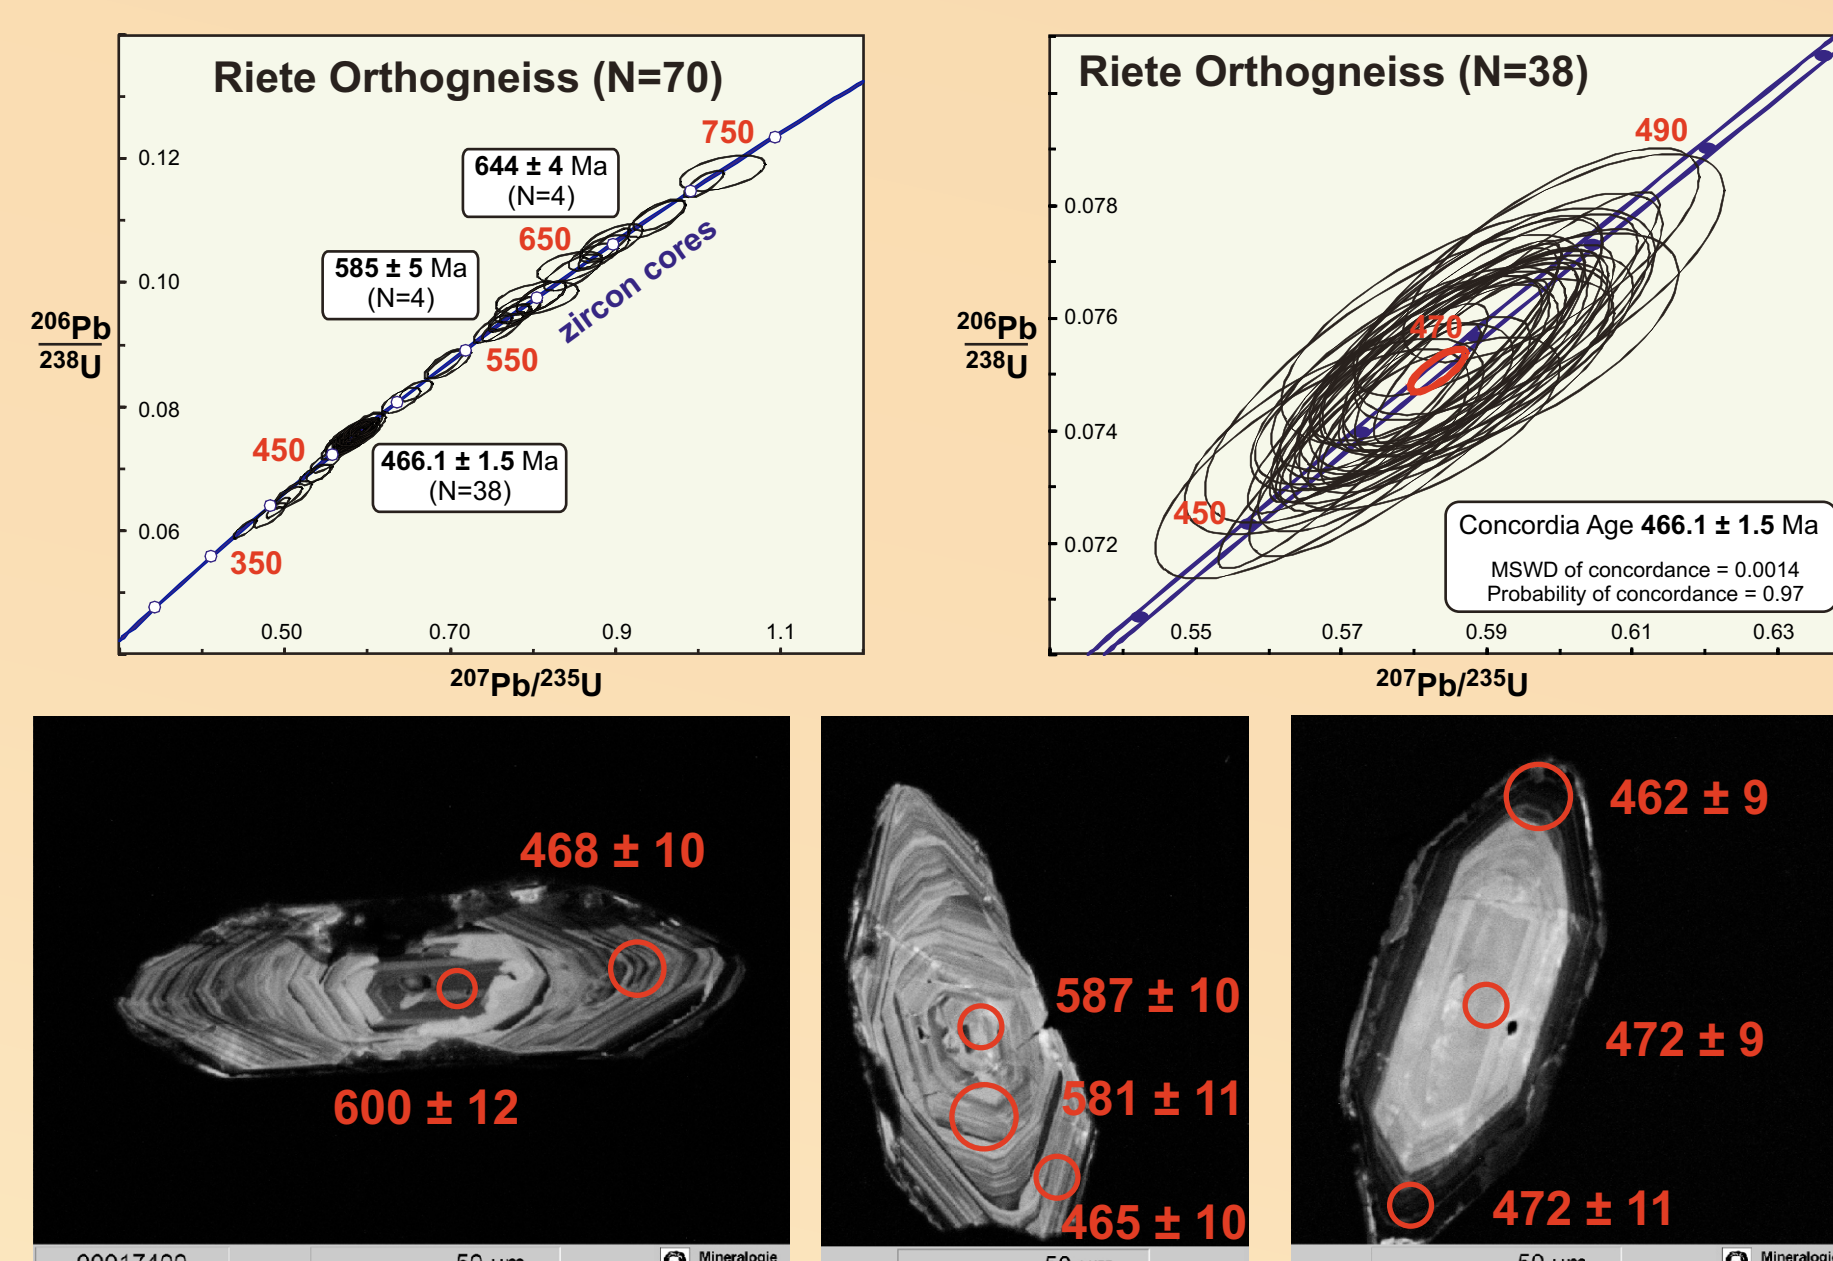 Riete Orthogneiss (N=70)
750
0.12
644 ± 4 Ma
(N=4)
650
zircon cores
585 ± 5 Ma
(N=4)
0.10
206Pb
238U
550
0.08
450
466.1 ± 1.5 Ma
(N=38)
0.06
350
0.50 0.70 0.9 1.1
207Pb/235U
Riete Orthogneiss (N=38)
490
0.078
206Pb
238U
0.076
470
0.074
450
0.072
Concordia Age 466.1 ± 1.5 Ma
MSWD of concordance = 0.0014
Probability of concordance = 0.97
0.55 0.57 0.59 0.61 0.63
207Pb/235U
468 ± 10
600 ± 12
Mineralogie
587 ± 10
581 ± 11
465 ± 10
462 ± 9
472 ± 9
472 ± 11
Mineralogie